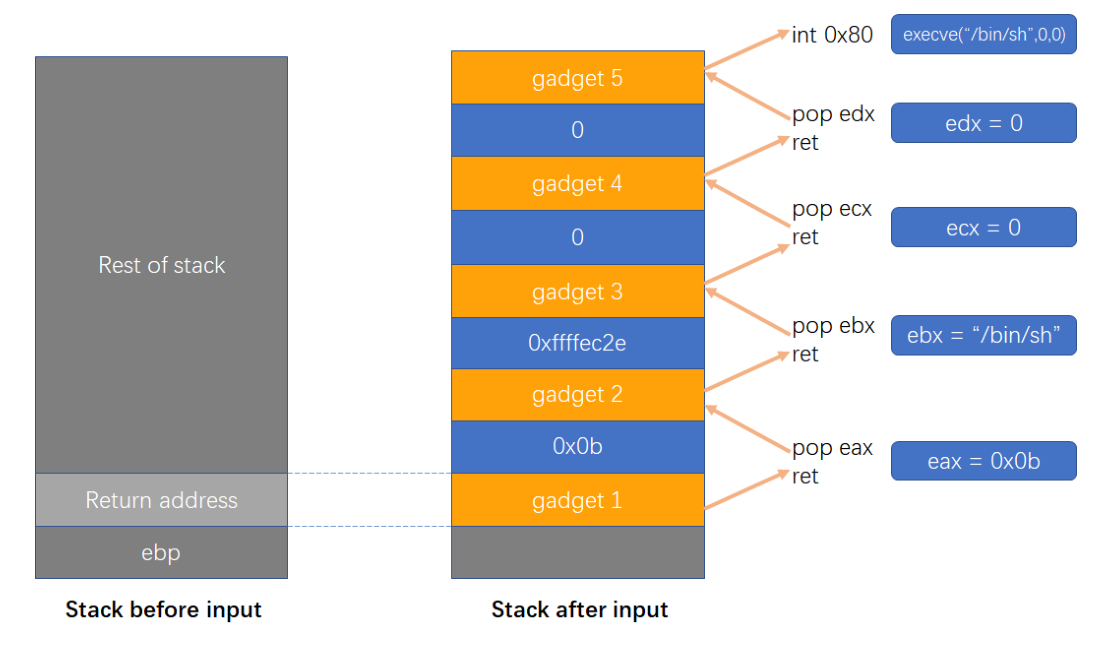 int 0x80
execve("/bin/sh",0,0)
gadget 5
pop edx
ret
edx = 0
0
gadget 4
pop ecx
ret
ecx = 0
0
Rest of stack
gadget 3
pop ebx
ret
ebx = “/bin/sh”
0xffffec2e
gadget 2
0x0b
pop eax
ret
eax = 0x0b
Return address
gadget 1
ebp
Stack before input
Stack after input